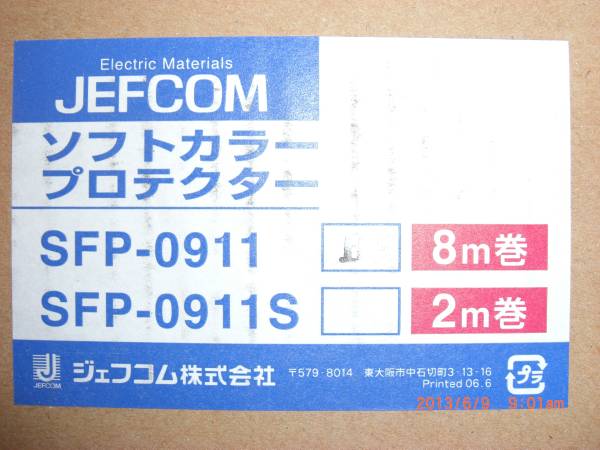 Electric Materials
JEFCOM
ソフトカラー
プロテクター
SFP-0911 8m巻
SFP-0911S 2m巻
JEFCOM
ジェフコム株式会社 〒579-8014 東大阪市中石切町3-13-16
Printed 06.6
プラ
2013/6/9 9:01am